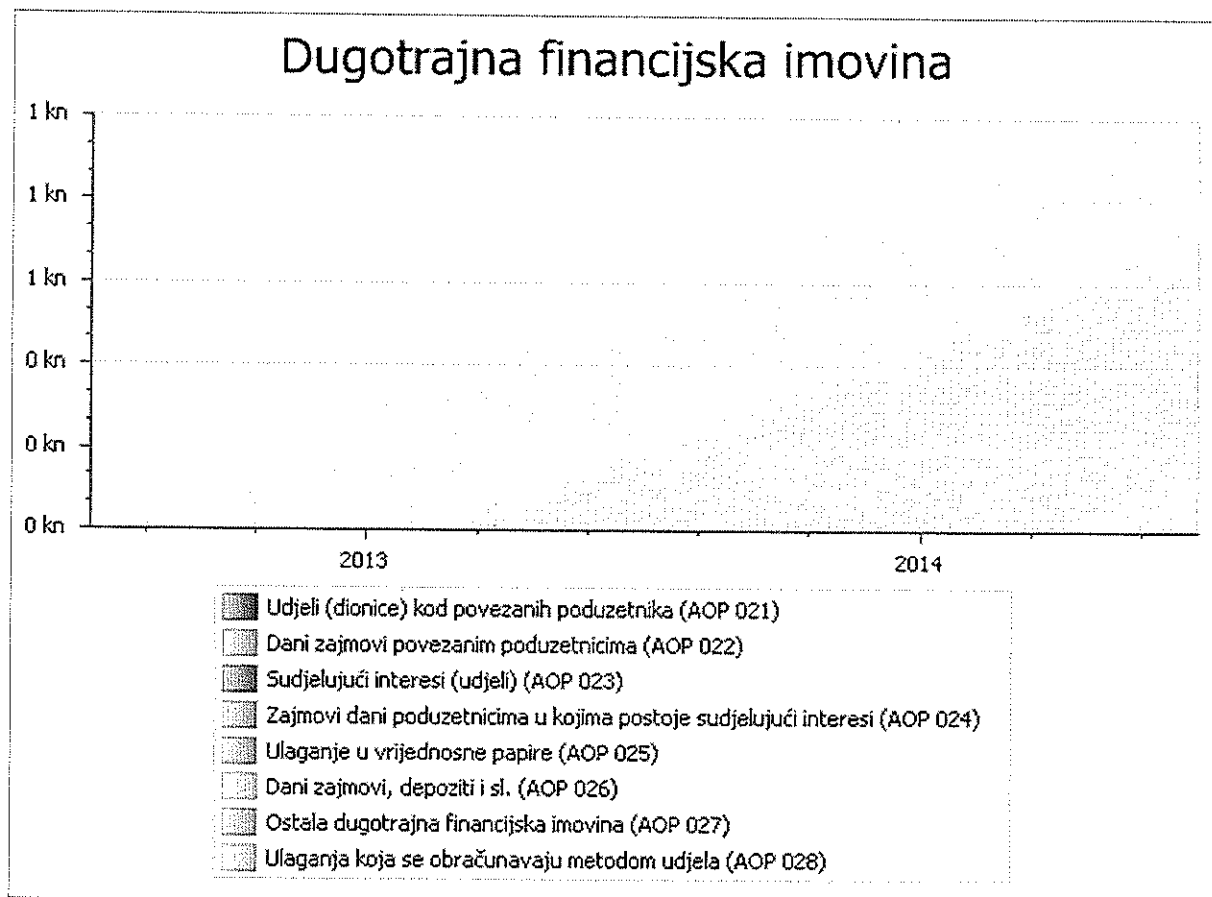 Dugotrajna financijska imovina
1 kn
1 kn
1 kn
0 kn
0 kn
0 kn
2013
2014
Udjeli (dionice) kod povezanih poduzetnika (AOP 021)
Dani zajmovi povezanim poduzetnicima (AOP 022)
Sudjelujući interesi (udjeli) (AOP 023)
Zajmovi dani poduzetnicima u kojima postoje sudjelujući interesi (AOP 024)
Ulaganje u vrijednosne papire (AOP 025)
Dani zajmovi, depoziti i sl. (AOP 026)
Ostala dugotrajna financijska imovina (AOP 027)
Ulaganja koja se obračunavaju metodom udjela (AOP 028)